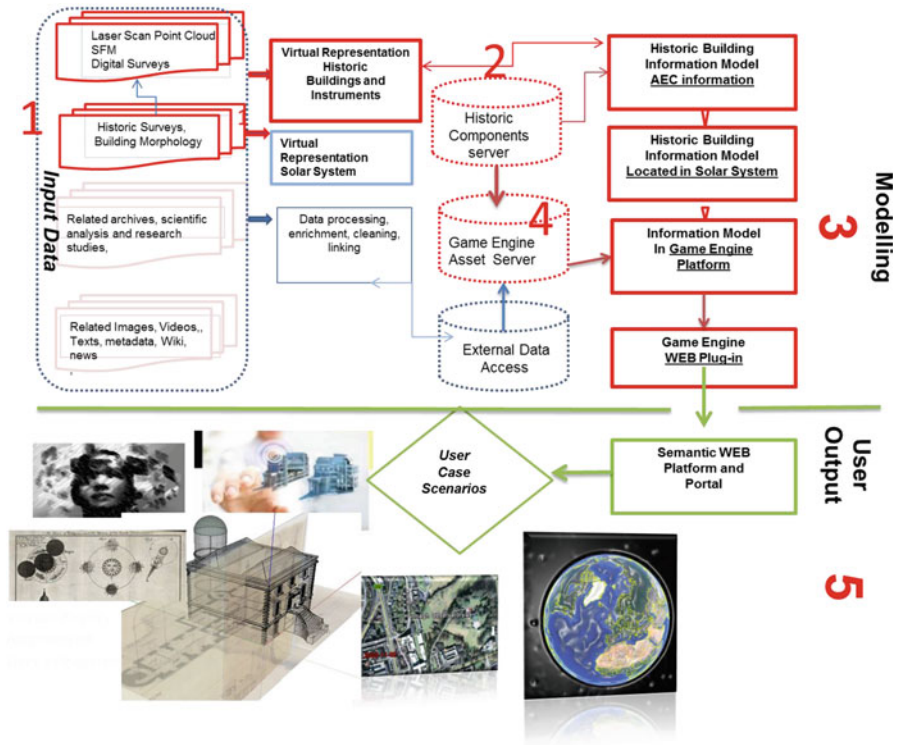 Laser Scan Point Cloud
SFM
Digital Surveys
1
Historic Surveys,
Building Morphology
Related archives, scientific
analysis and research
studies,
Related Images, Videos,,
Texts, metadata, Wiki,
news
,
Input Data
Virtual Representation
Historic
Buildings and
Instruments
Virtual
Representation
Solar System
Data processing,
enrichment, cleaning,
linking
2
Historic
Components
server
4
Game Engine
Asset Server
External Data
Access
Historic Building
Information Model
AEC information
Historic Building
Information Model
Located in Solar System
Information Model
In Game Engine
Platform
Game Engine
WEB Plug-in
Modelling
3
User
Case
Scenarios
Semantic WEB
Platform and
Portal
User
Output
5